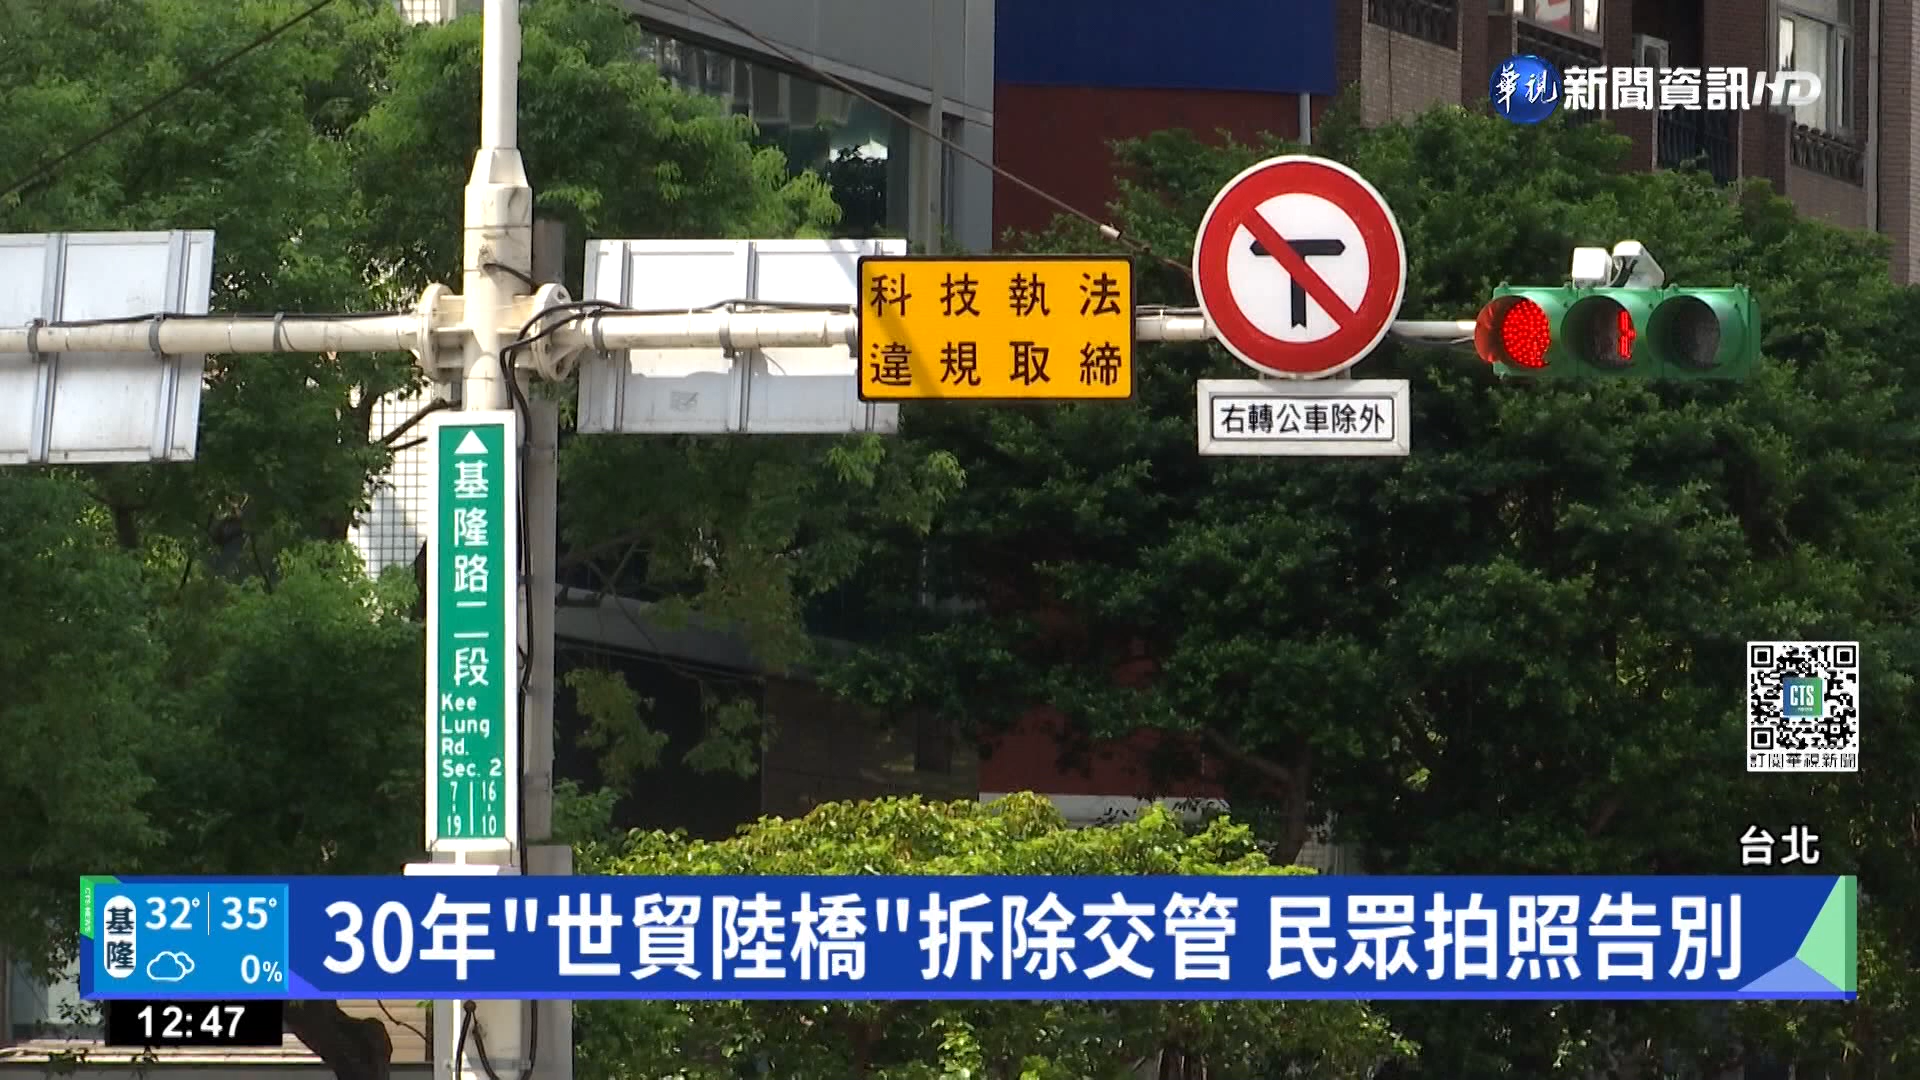 華視 新聞資訊HD
科技執法
違規取締
右轉公車除外
基隆路二段
Kee
Lung
Rd.
Sec. 2
7 16
19 10
CTS
訂閱華視新聞
台北
CTS NEWS
基隆
32° 35°
0%
30年"世貿陸橋"拆除交管 民眾拍照告別
12:47